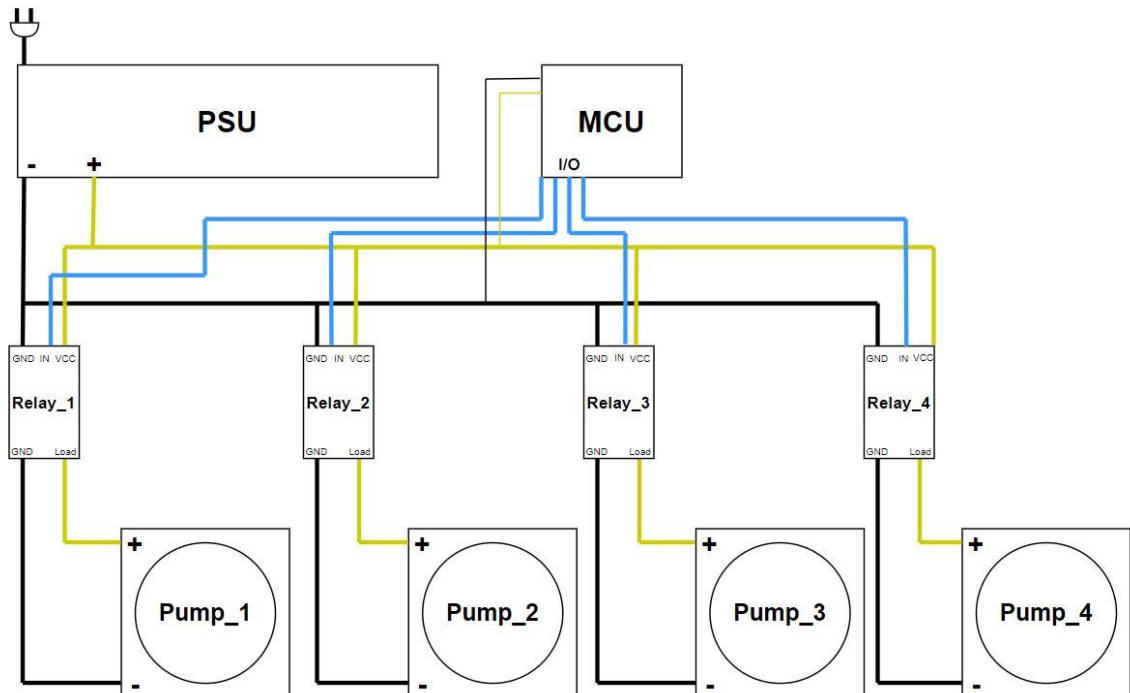 PSU
MCU
- +
I/O
GND IN VCC
GND IN VCC
GND IN VCC
GND IN VCC
Relay_1
Relay_2
Relay_3
Relay_4
GND Load
GND Load
GND Load
GND Load
+
+
+
+
Pump_1
Pump_2
Pump_3
Pump_4
-
-
-
-